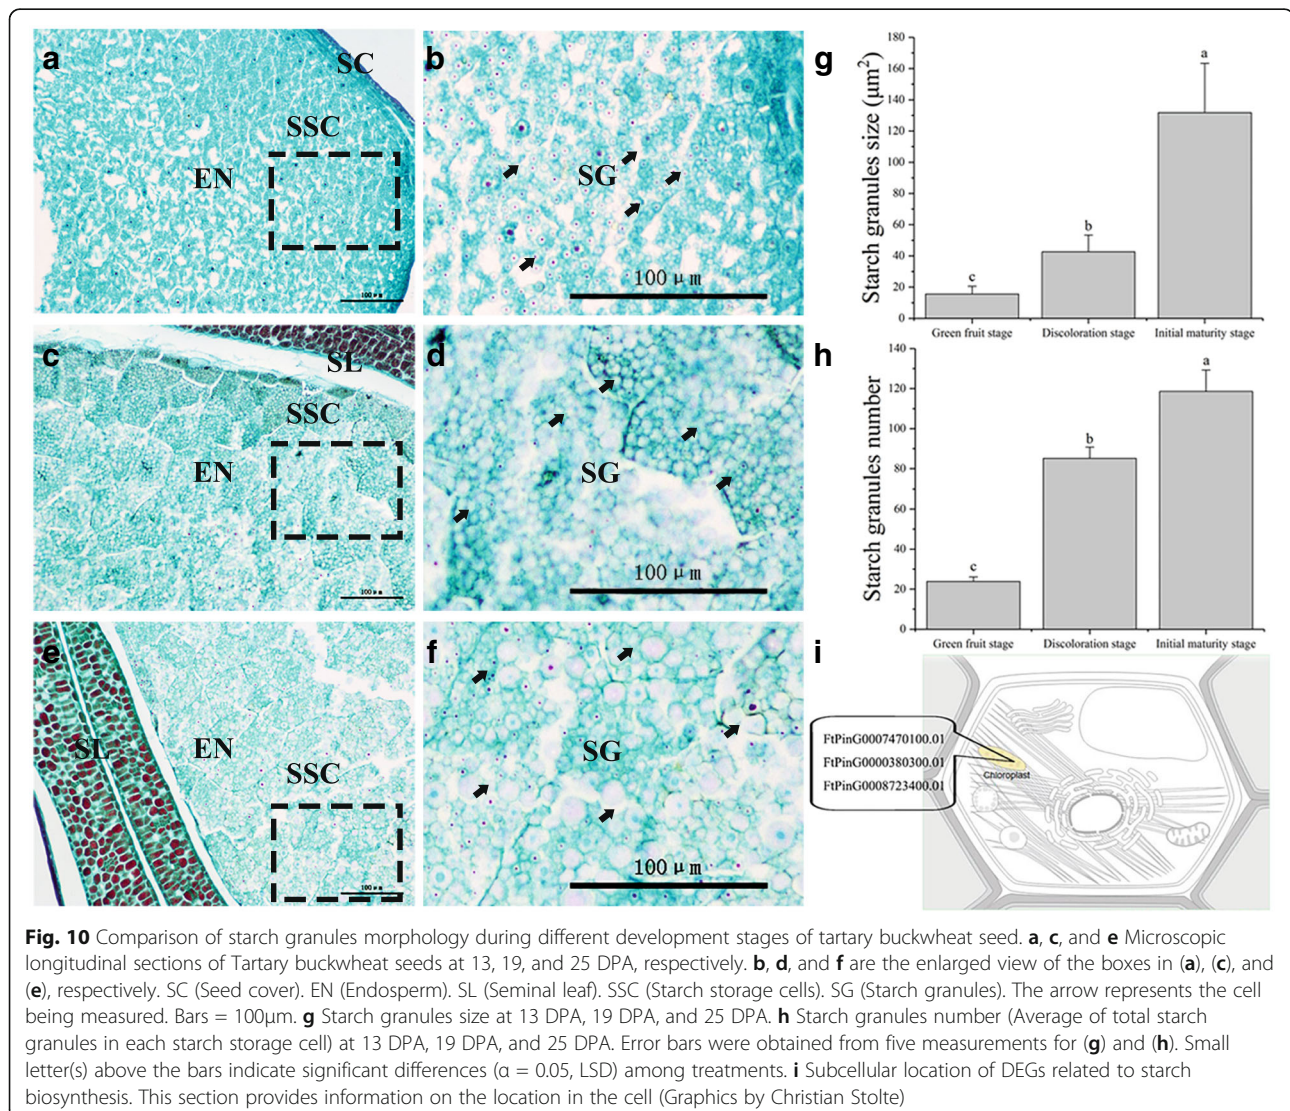 a
SC
SSC
EN
100μm
b
SG
100μm
c
SL
SSC
EN
100μm
d
SG
100μm
e
SL
EN
SSC
100μm
f
SG
100μm
g
Starch granules size (μm²)
180
160
140
120
100
80
60
40
20
0
c
b
a
Green fruit stage
Discoloration stage
Initial maturity stage
h
Starch granules number
140
120
100
80
60
40
20
0
c
b
a
Green fruit stage
Discoloration stage
Initial maturity stage
i
FtPinG0007470100.01
FtPinG0000380300.01
FtPinG0008723400.01
Chloroplast
Fig. 10 Comparison of starch granules morphology during different development stages of tartary buckwheat seed. a, c, and e Microscopic
longitudinal sections of Tartary buckwheat seeds at 13, 19, and 25 DPA, respectively. b, d, and f are the enlarged view of the boxes in (a), (c), and
(e), respectively. SC (Seed cover). EN (Endosperm). SL (Seminal leaf). SSC (Starch storage cells). SG (Starch granules). The arrow represents the cell
being measured. Bars = 100μm. g Starch granules size at 13 DPA, 19 DPA, and 25 DPA. h Starch granules number (Average of total starch
granules in each starch storage cell) at 13 DPA, 19 DPA, and 25 DPA. Error bars were obtained from five measurements for (g) and (h). Small
letter(s) above the bars indicate significant differences (α = 0.05, LSD) among treatments. i Subcellular location of DEGs related to starch
biosynthesis. This section provides information on the location in the cell (Graphics by Christian Stolte)